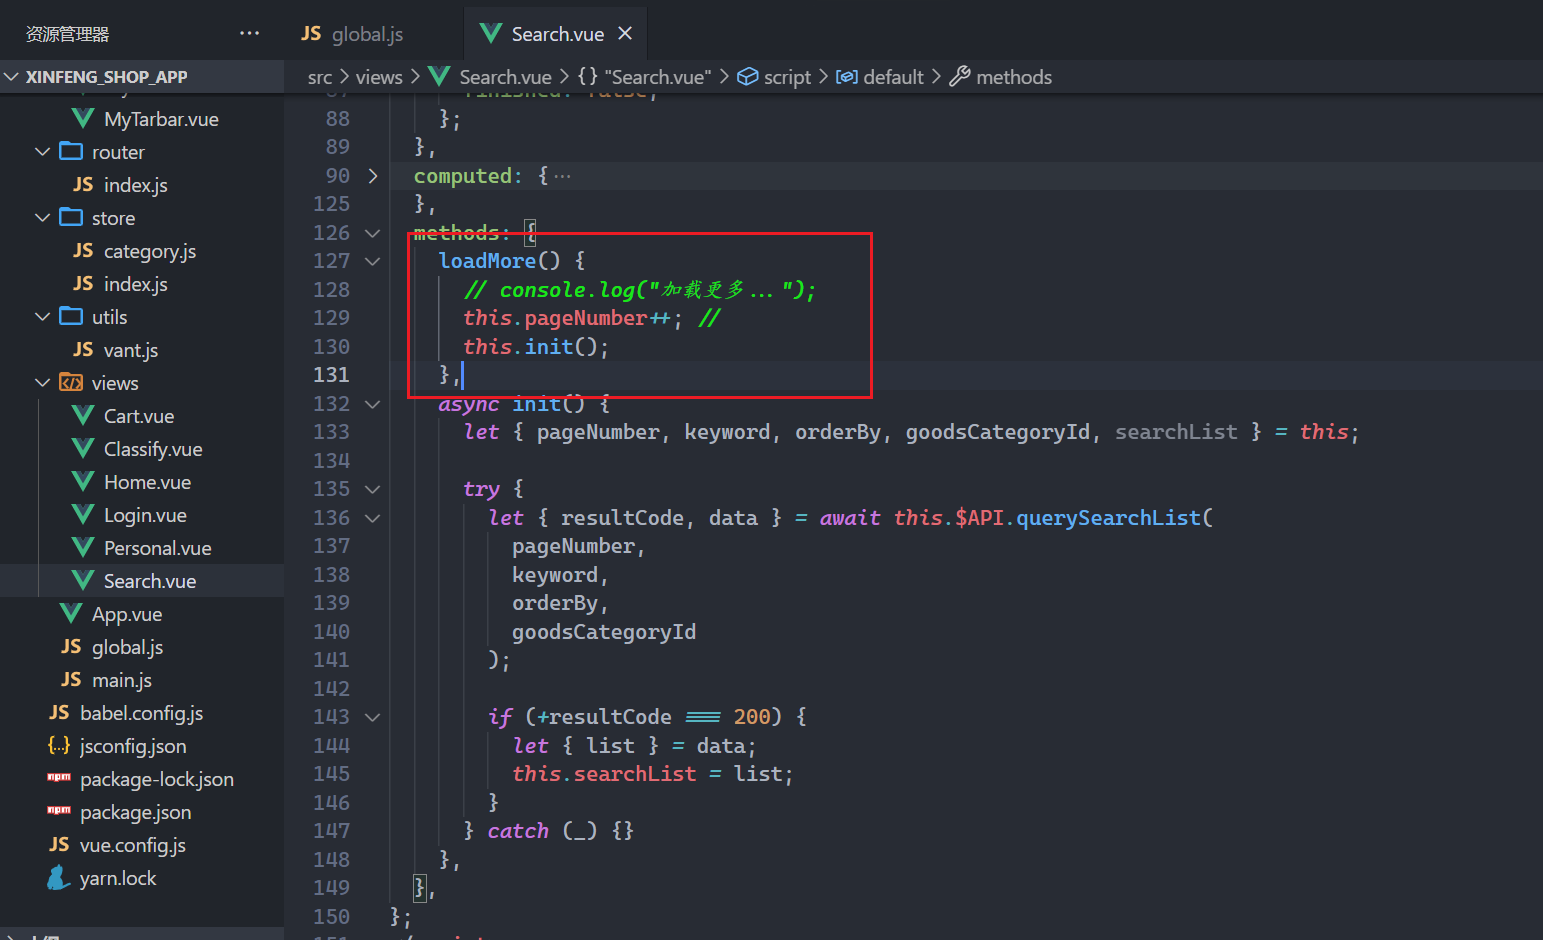 资源管理器
···
JS global.js
Search.vue
XINFENG_SHOP_APP
src > views > Search.vue > {} "Search.vue" > script > default > methods
MyTarbar.vue
router
JS index.js
store
JS category.js
JS index.js
utils
JS vant.js
views
Cart.vue
Classify.vue
Home.vue
Login.vue
Personal.vue
Search.vue
App.vue
JS global.js
JS main.js
JS babel.config.js
{..} jsconfig.json
npm package-lock.json
npm package.json
JS vue.config.js
yarn.lock
87 finished: false,
88 };
89 },
90 computed: {···
125 },
126 methods: {
127 loadMore() {
128 // console.log("加载更多...");
129 this.pageNumber++; //
130 this.init();
131 },
132 async init() {
133 let { pageNumber, keyword, orderBy, goodsCategoryId, searchList } = this;
134
135 try {
136 let { resultCode, data } = await this.$API.querySearchList(
137 pageNumber,
138 keyword,
139 orderBy,
140 goodsCategoryId
141 );
142
143 if (+resultCode === 200) {
144 let { list } = data;
145 this.searchList = list;
146 }
147 } catch (_) {}
148 },
149 },
150 };